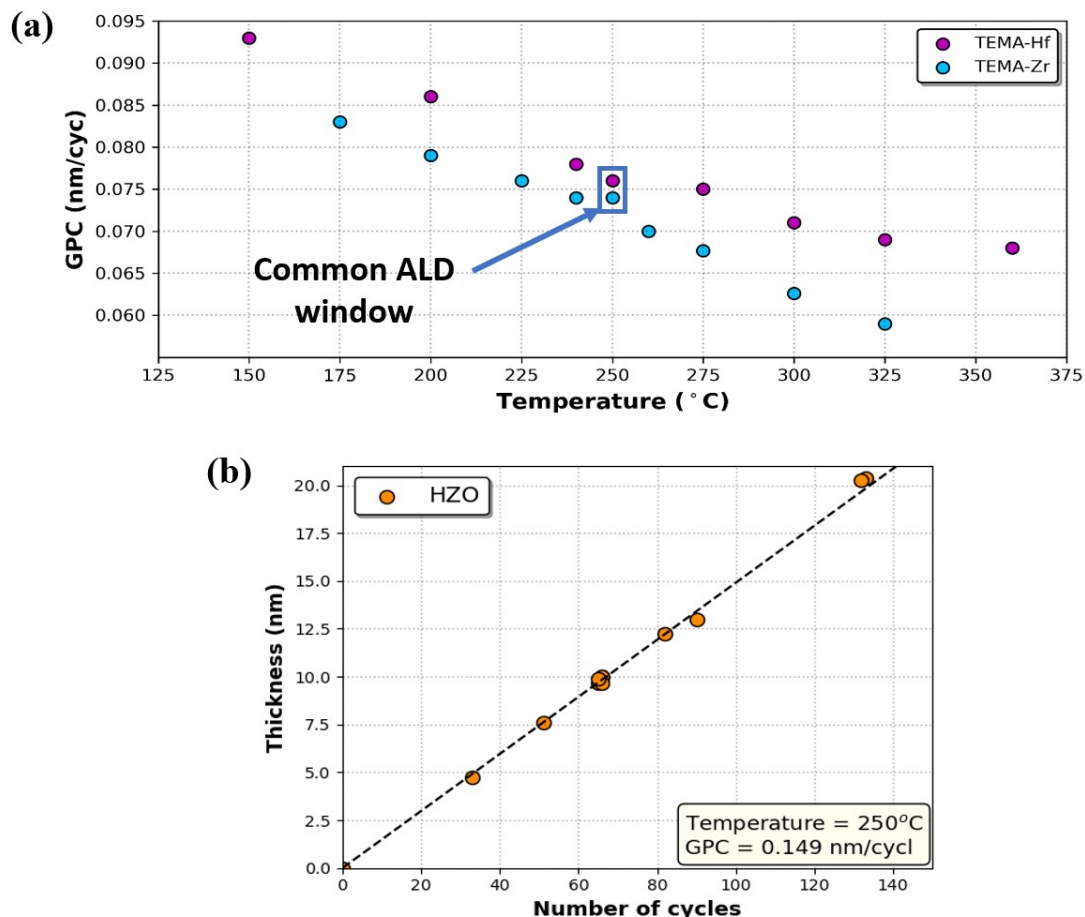 (a)
0.095
0.090
0.085
0.080
0.075
0.070
0.065
0.060
GPC (nm/cyc)
TEMA-Hf
TEMA-Zr
Common ALD
window
125 150 175 200 225 250 275 300 325 350 375
Temperature (°C)
(b)
20.0
17.5
15.0
12.5
10.0
7.5
5.0
2.5
0.0
Thickness (nm)
HZO
Temperature = 250°C
GPC = 0.149 nm/cycl
0 20 40 60 80 100 120 140
Number of cycles